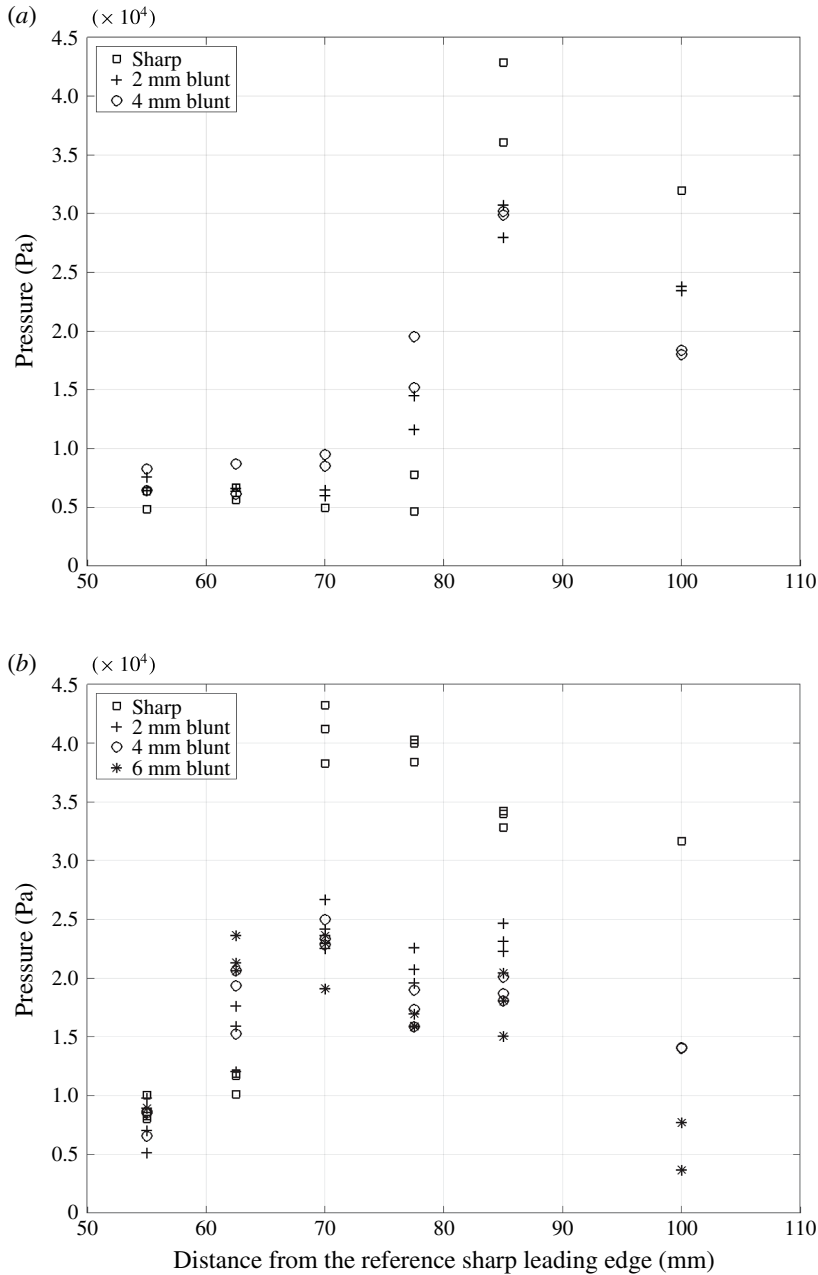 (a)
(× 10⁴)
4.5
4.0
3.5
3.0
2.5
2.0
1.5
1.0
0.5
0
Pressure (Pa)
Sharp
2 mm blunt
4 mm blunt
50 60 70 80 90 100 110
(b)
(× 10⁴)
4.5
4.0
3.5
3.0
2.5
2.0
1.5
1.0
0.5
0
Pressure (Pa)
Sharp
2 mm blunt
4 mm blunt
6 mm blunt
50 60 70 80 90 100 110
Distance from the reference sharp leading edge (mm)